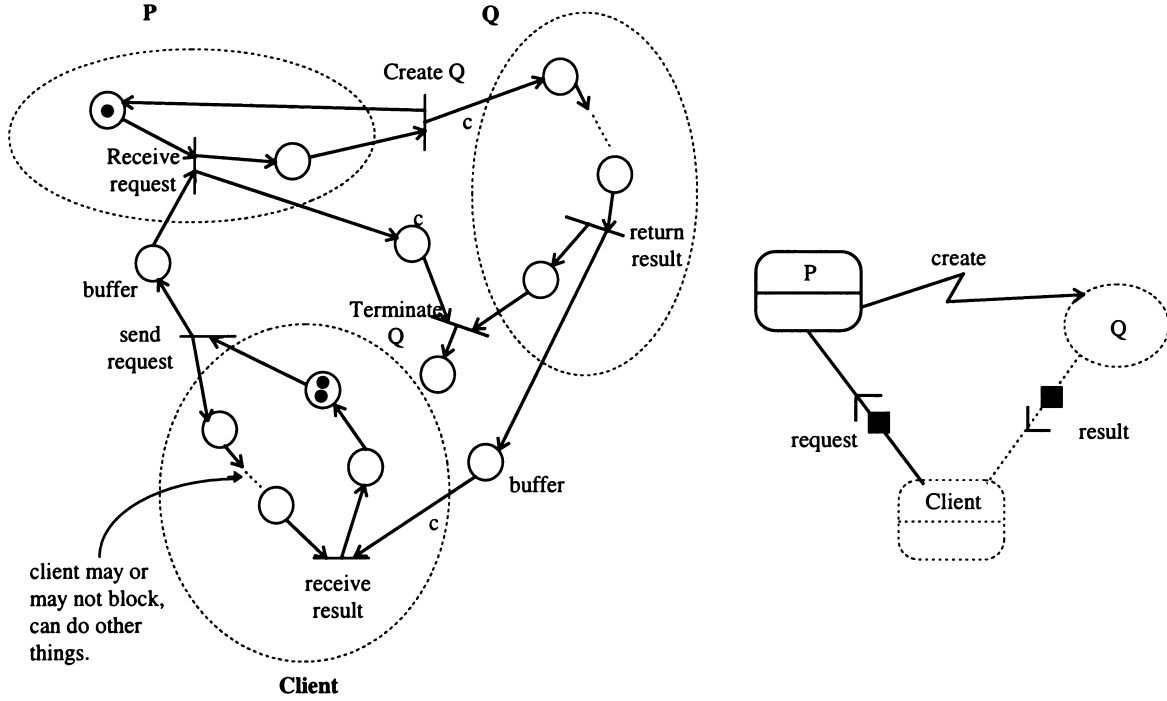 P
Q
Create Q
c
Receive
request
c
return
result
buffer
Terminate
Q
send
request
buffer
c
receive
result
client may or
may not block,
can do other
things.
Client
P
create
Q
request
result
Client